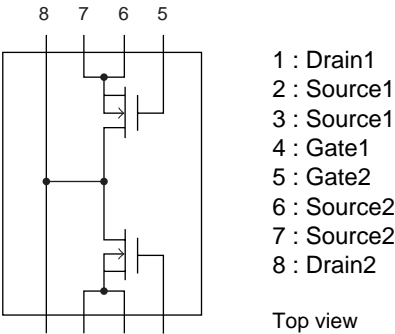 8 7 6 5
1 : Drain1
2 : Source1
3 : Source1
4 : Gate1
5 : Gate2
6 : Source2
7 : Source2
8 : Drain2
Top view